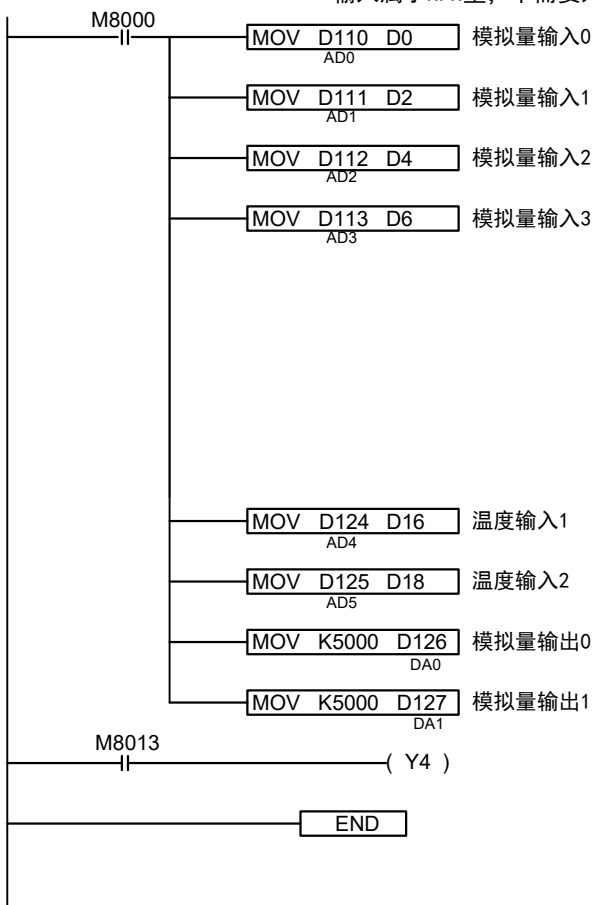 M8000
MOV D110 D0 模拟量输入0
AD0
MOV D111 D2 模拟量输入1
AD1
MOV D112 D4 模拟量输入2
AD2
MOV D113 D6 模拟量输入3
AD3
MOV D124 D16 温度输入1
AD4
MOV D125 D18 温度输入2
AD5
MOV K5000 D126 模拟量输出0
DA0
MOV K5000 D127 模拟量输出1
DA1
M8013
( Y4 )
END